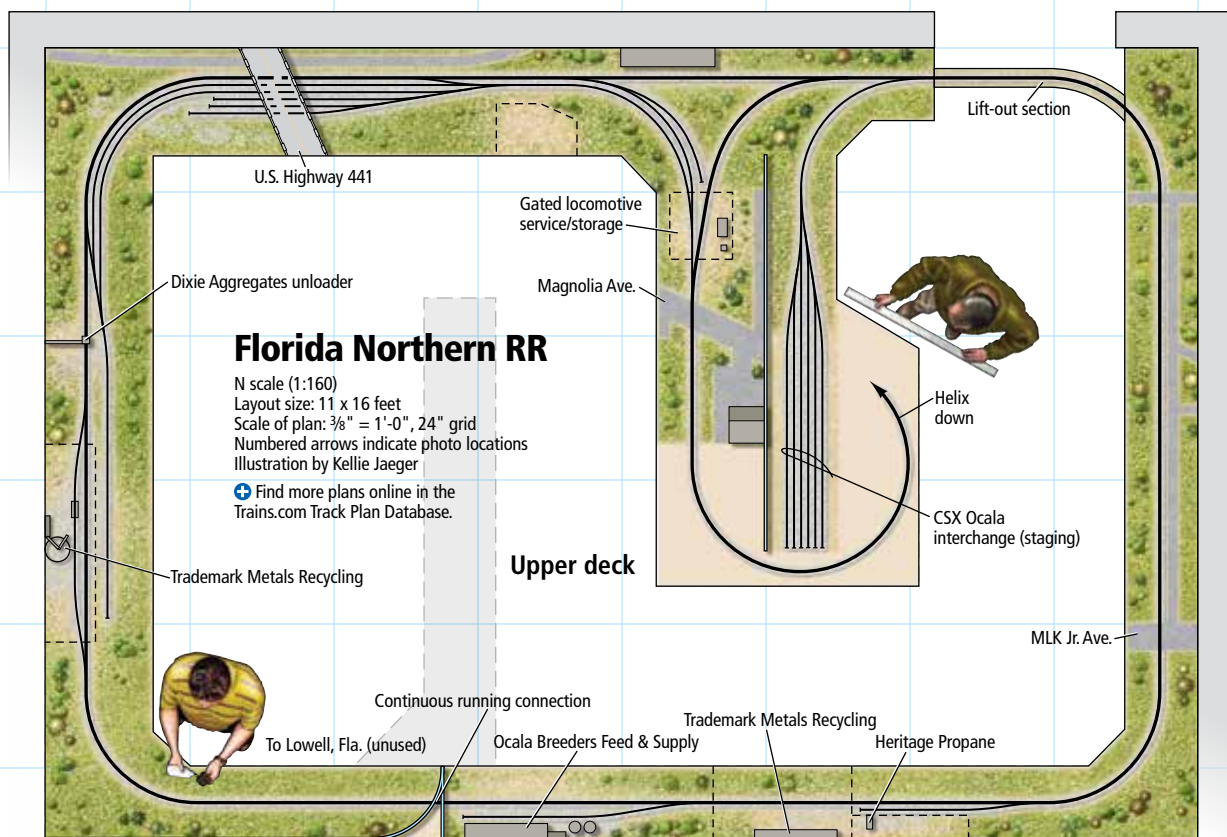 Lift-out section
U.S. Highway 441
Gated locomotive
service/storage
Dixie Aggregates unloader
Magnolia Ave.
Florida Northern RR
N scale (1:160)
Layout size: 11 x 16 feet
Scale of plan: ⅜" = 1'-0", 24" grid
Numbered arrows indicate photo locations
Illustration by Kellie Jaeger
Find more plans online in the
Trains.com Track Plan Database.
Helix
down
CSX Ocala
interchange (staging)
Upper deck
Trademark Metals Recycling
MLK Jr. Ave.
Continuous running connection
Trademark Metals Recycling
To Lowell, Fla. (unused)
Ocala Breeders Feed & Supply
Heritage Propane